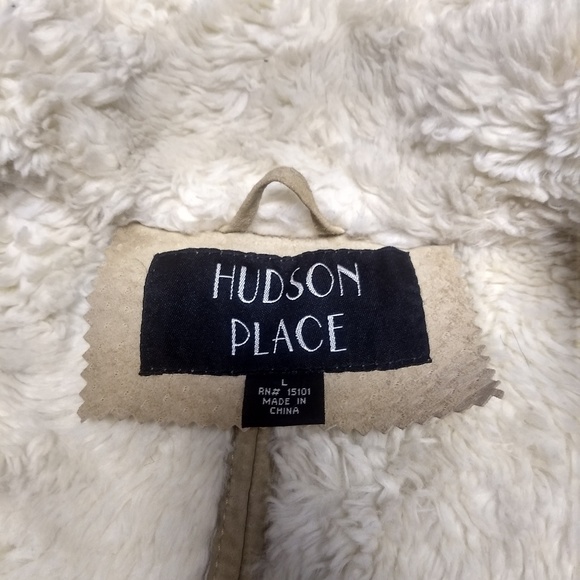 HUDSON
PLACE
L
RN# 15101
MADE IN
CHINA